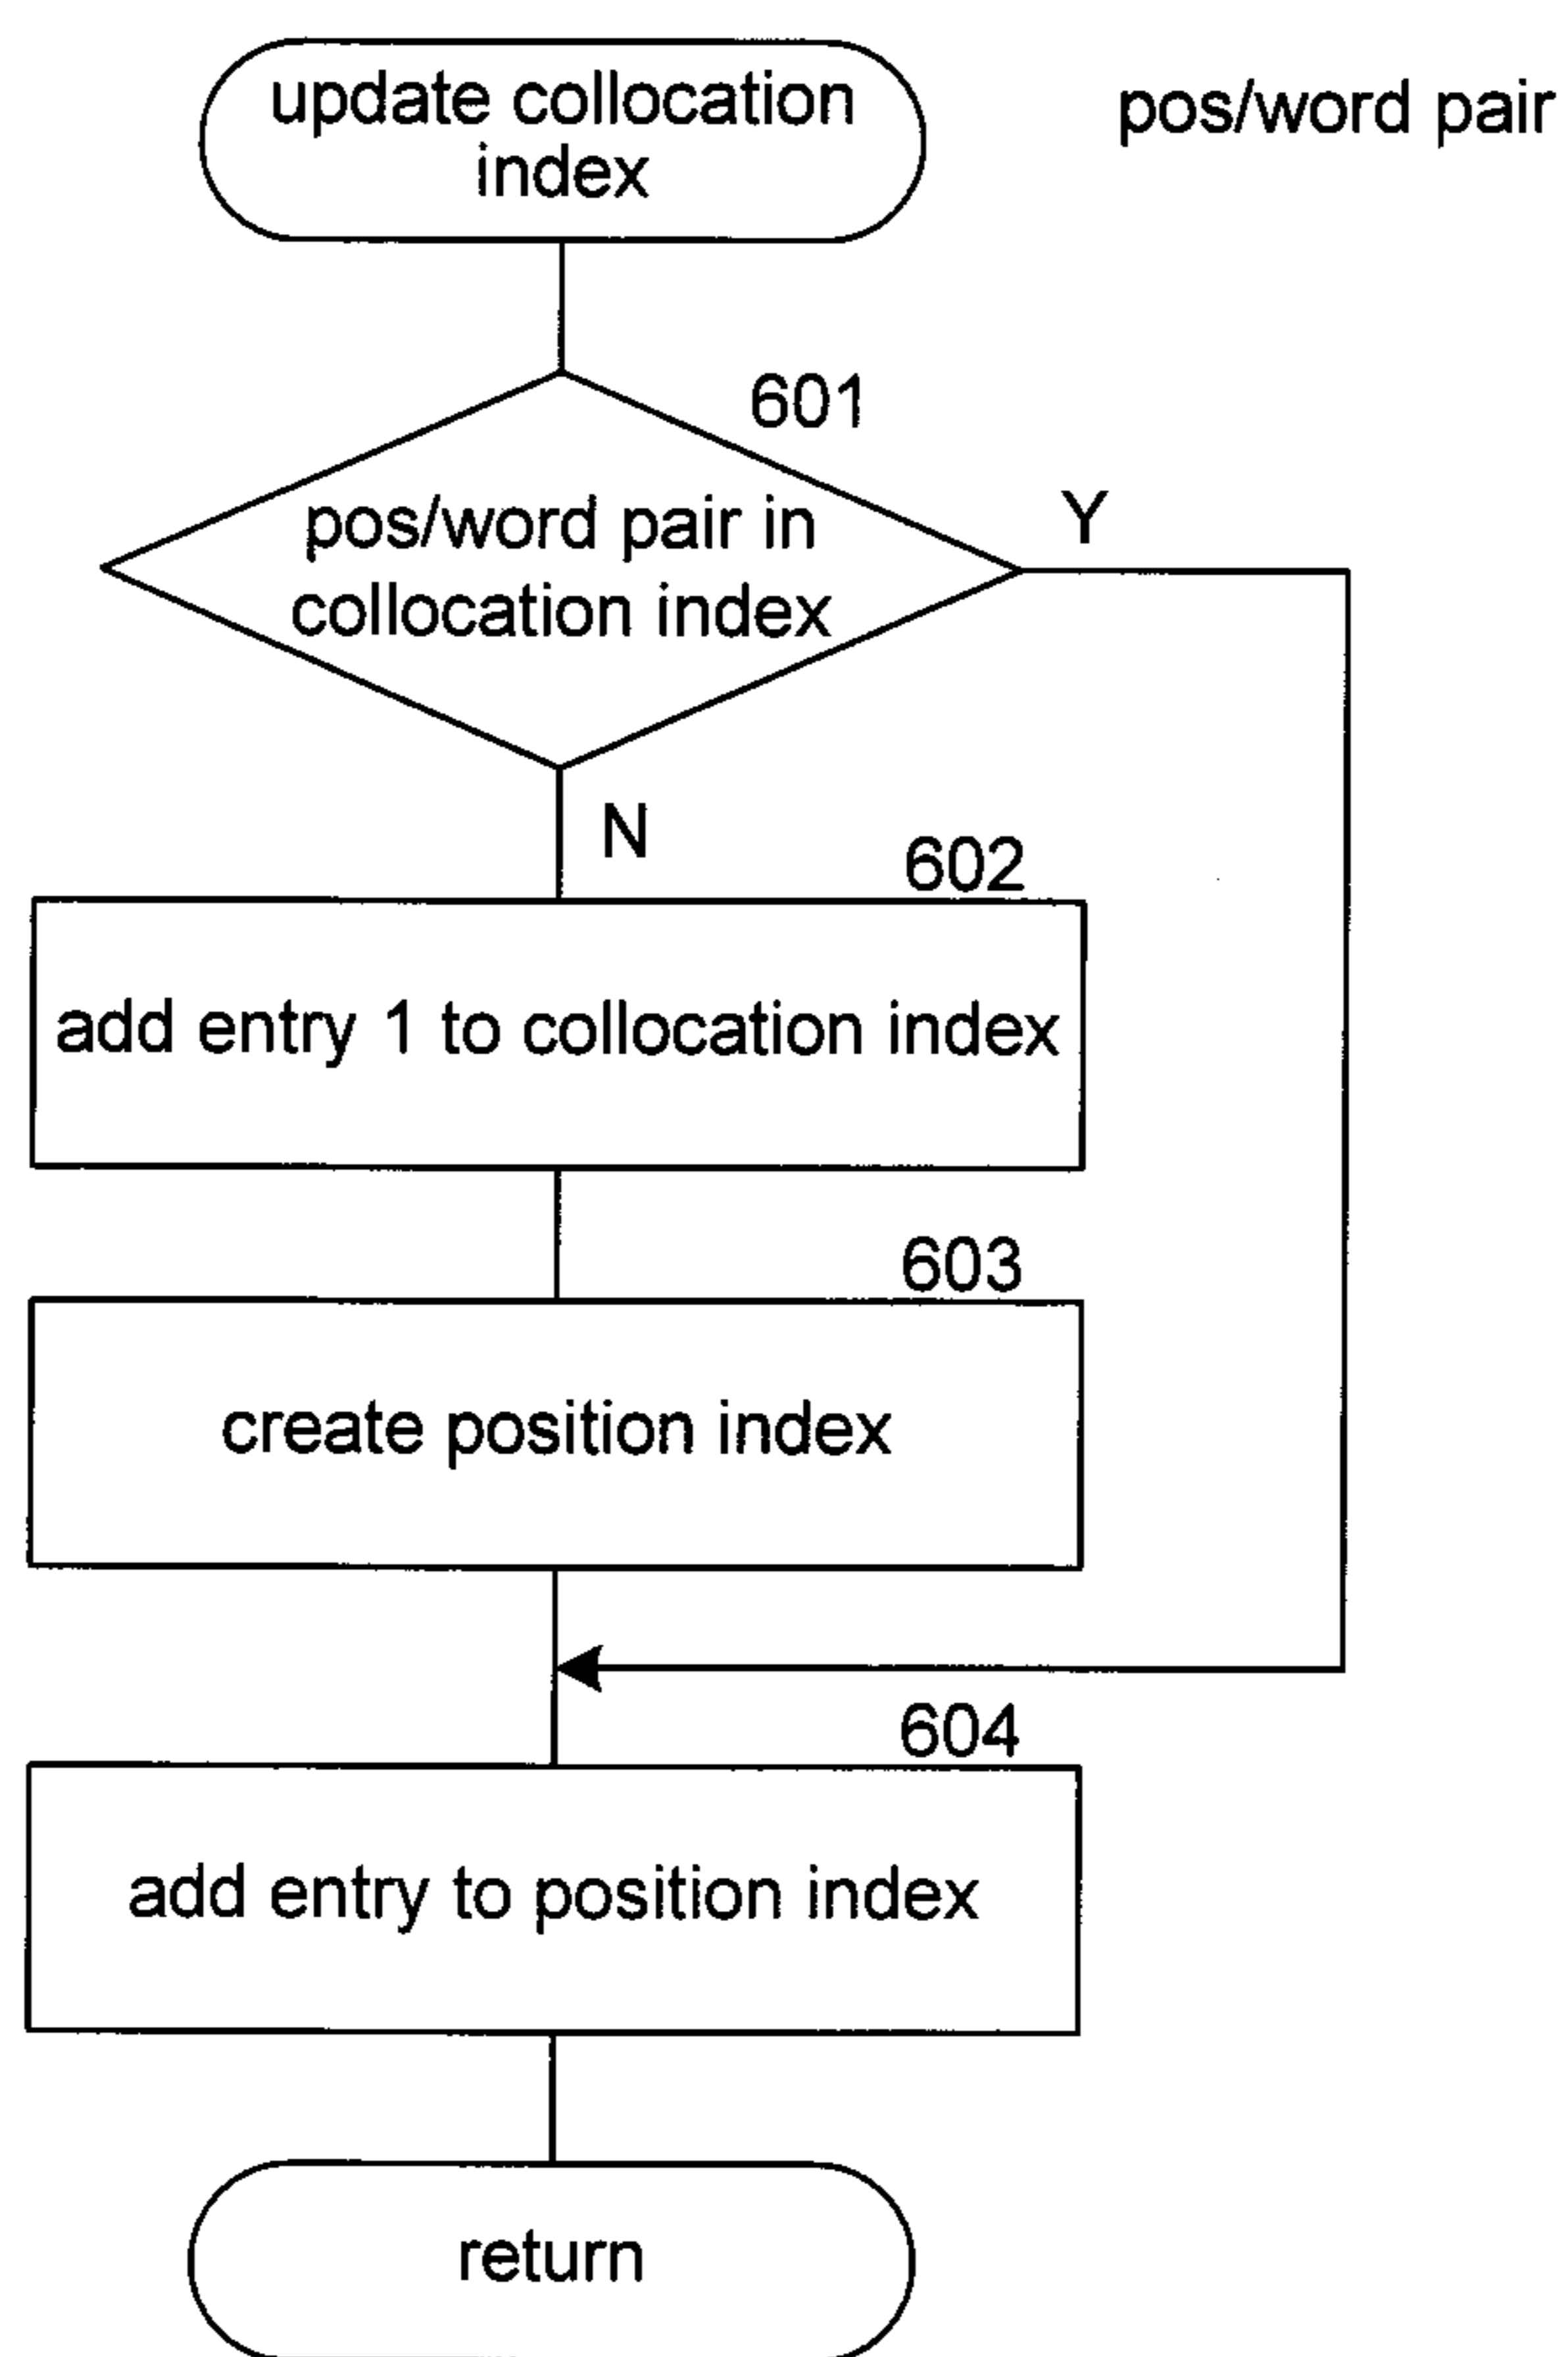 update collocation
index
pos/word pair
601
pos/word pair in
collocation index
Y
N
602
add entry 1 to collocation index
603
create position index
604
add entry to position index
return